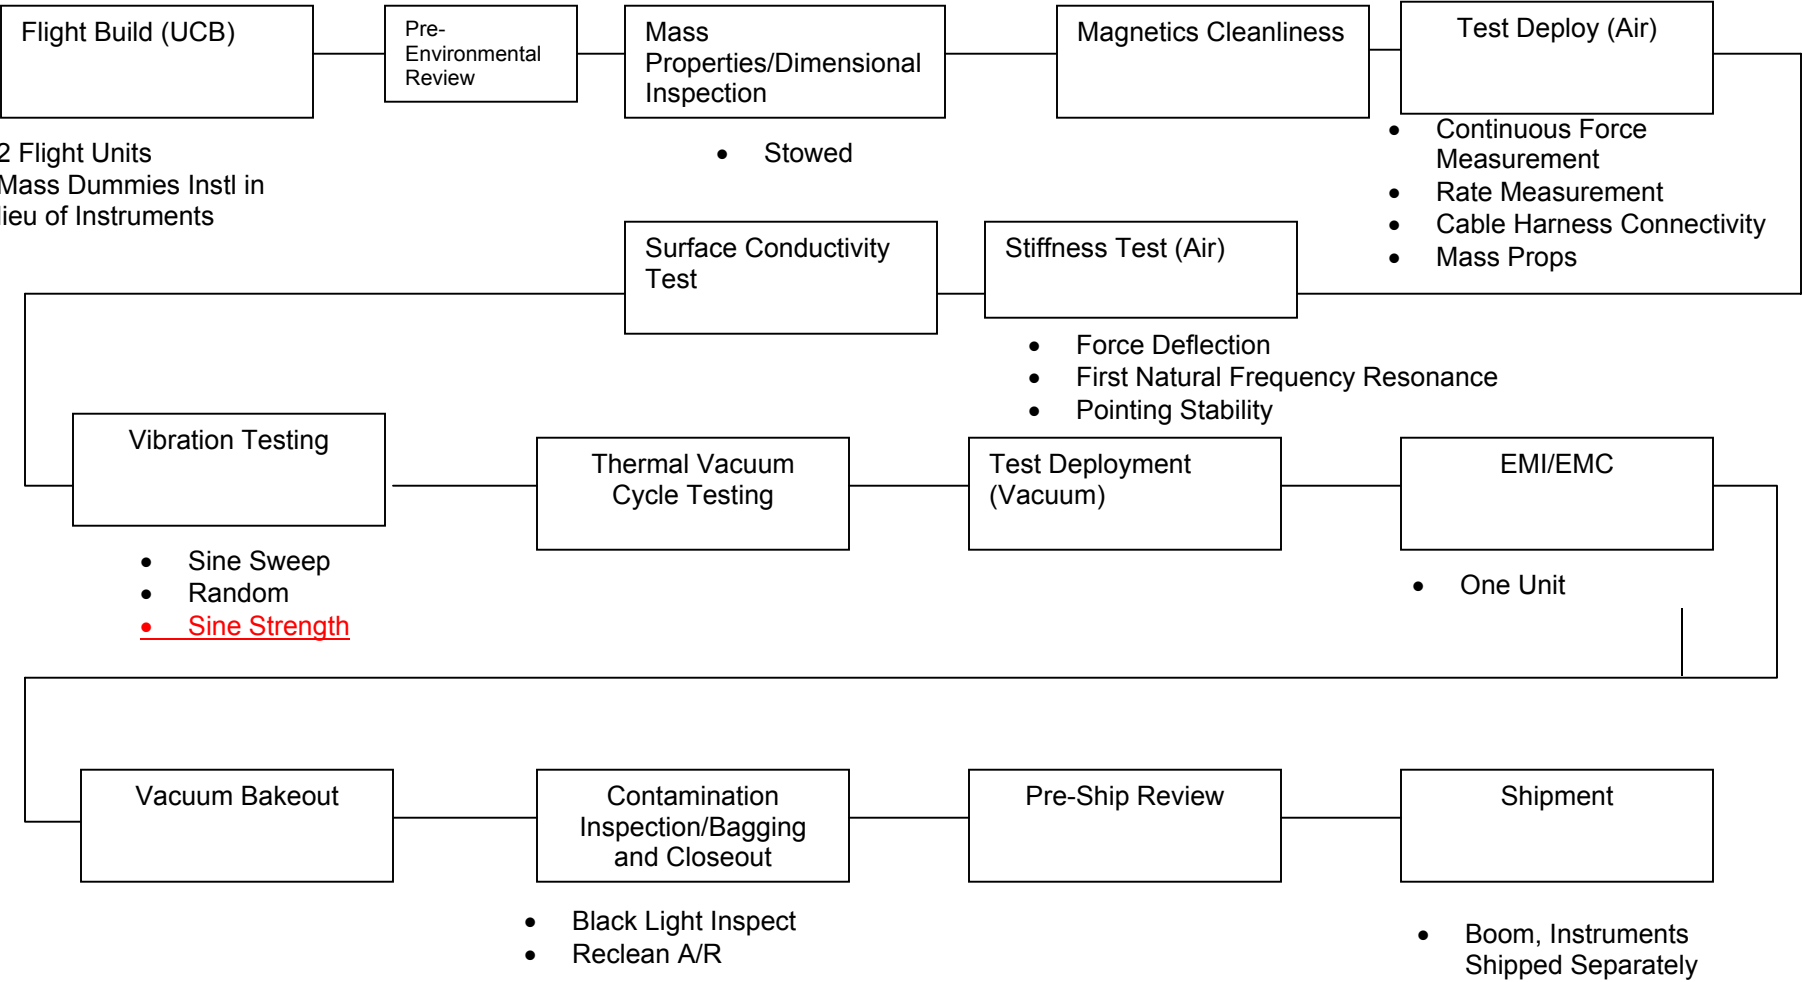 Flight Build (UCB)
2 Flight Units
Mass Dummies Instl in
lieu of Instruments
Pre-
Environmental
Review
Mass
Properties/Dimensional
Inspection
• Stowed
Magnetics Cleanliness
Test Deploy (Air)
• Continuous Force
Measurement
• Rate Measurement
• Cable Harness Connectivity
• Mass Props
Stiffness Test (Air)
• Force Deflection
• First Natural Frequency Resonance
• Pointing Stability
Surface Conductivity
Test
Vibration Testing
• Sine Sweep
• Random
• Sine Strength
Thermal Vacuum
Cycle Testing
Test Deployment
(Vacuum)
EMI/EMC
• One Unit
Vacuum Bakeout
Contamination
Inspection/Bagging
and Closeout
• Black Light Inspect
• Reclean A/R
Pre-Ship Review
Shipment
• Boom, Instruments
Shipped Separately